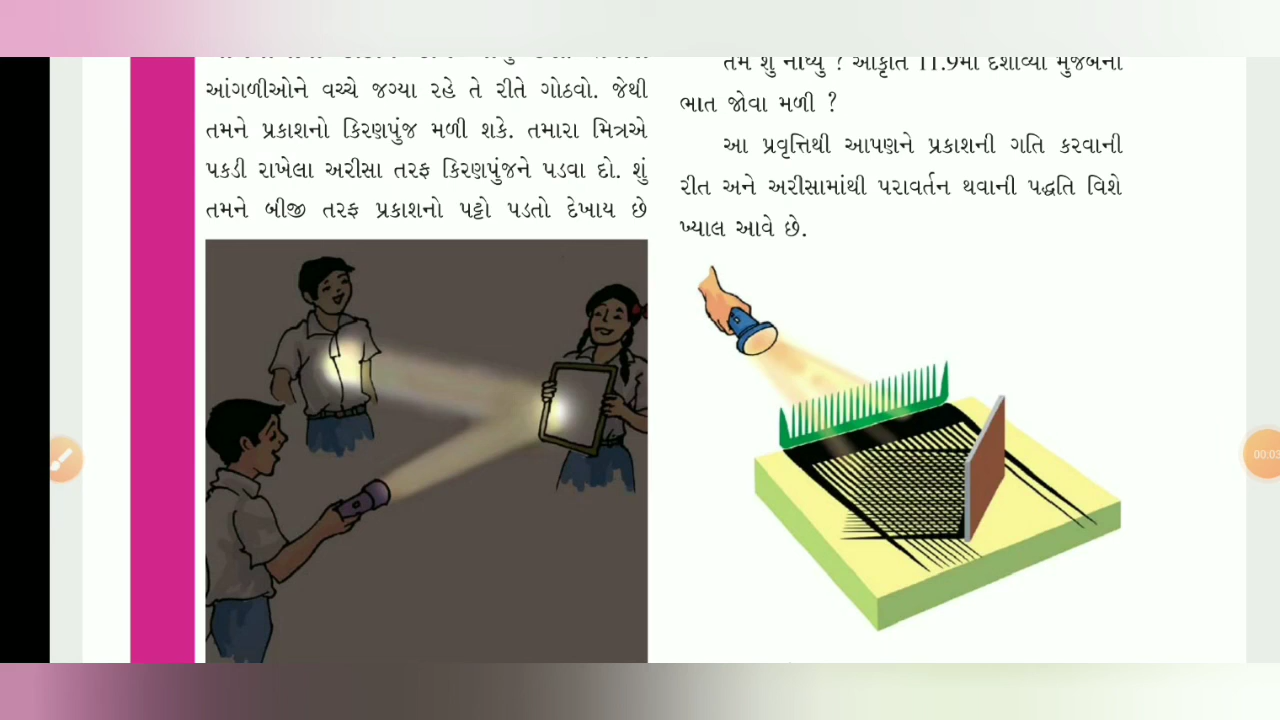 આંગળીઓને વચ્ચે જગ્યા રહે તે રીતે ગોઠવો. જેથી
તમને પ્રકાશનો કિરણપુંજ મળી શકે. તમારા મિત્રએ
પકડી રાખેલા અરીસા તરફ કિરણપુંજને પડવા દો. શું
તમને બીજી તરફ પ્રકાશનો પટ્ટો પડતો દેખાય છે
તમે શું નોંધ્યું ? આકૃતિ 11.9માં દર્શાવ્યા મુજબની
ભાત જોવા મળી ?
આ પ્રવૃત્તિથી આપણને પ્રકાશની ગતિ કરવાની
રીત અને અરીસામાંથી પરાવર્તન થવાની પદ્ધતિ વિશે
ખ્યાલ આવે છે.
00:03